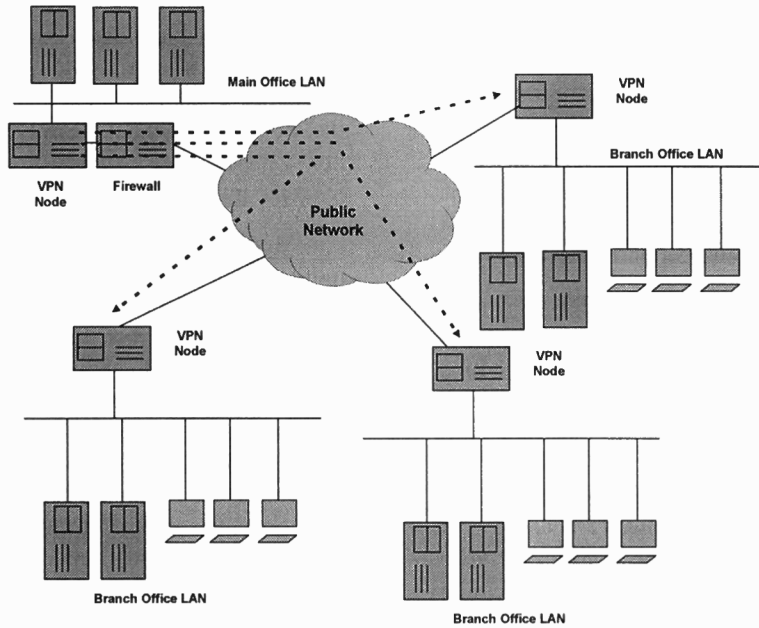 Main Office LAN
VPN
Node
VPN
Node
Firewall
Branch Office LAN
Public
Network
VPN
Node
VPN
Node
Branch Office LAN
Branch Office LAN